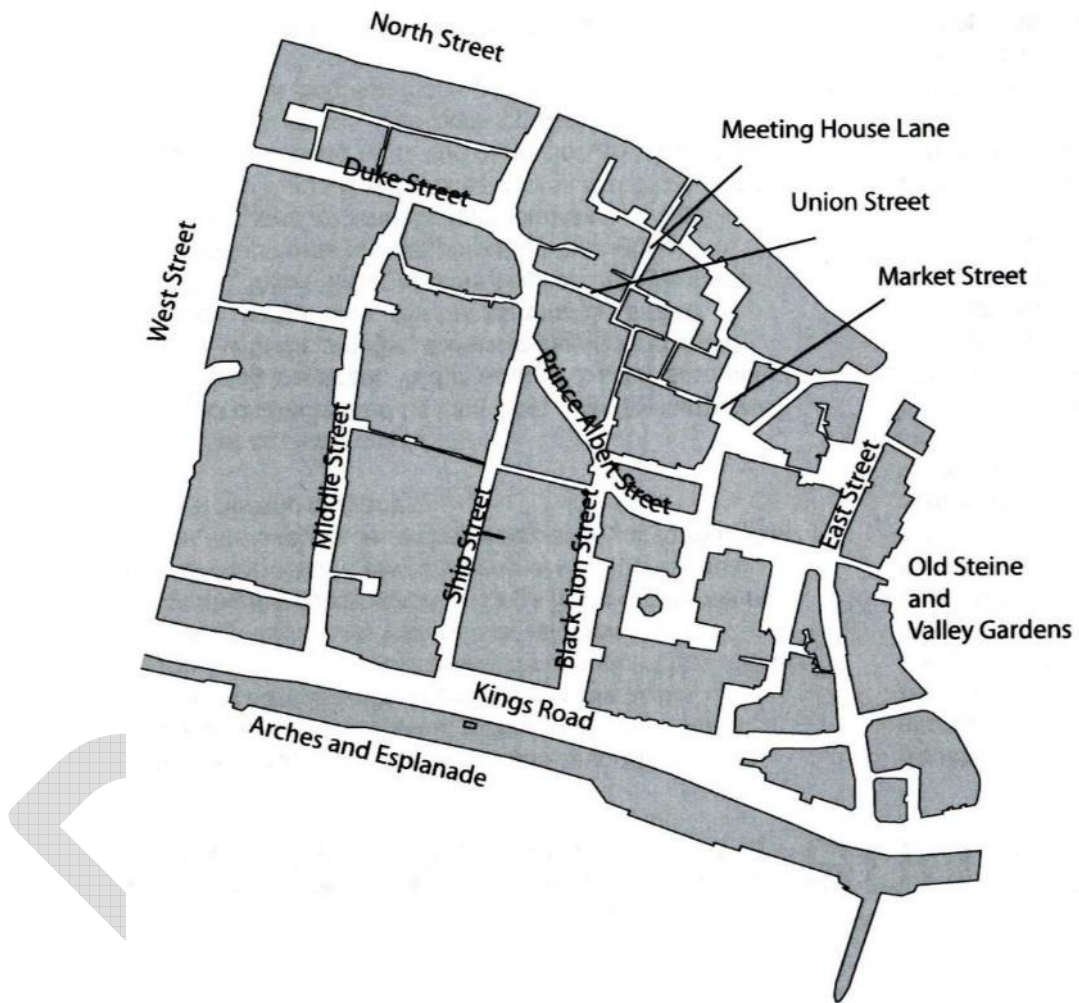 North Street
Meeting House Lane
Union Street
Duke Street
Market Street
West Street
Prince Albert Street
Middle Street
Ship Street
Black Lion Street
East Street
Old Steine
and
Valley Gardens
Kings Road
Arches and Esplanade